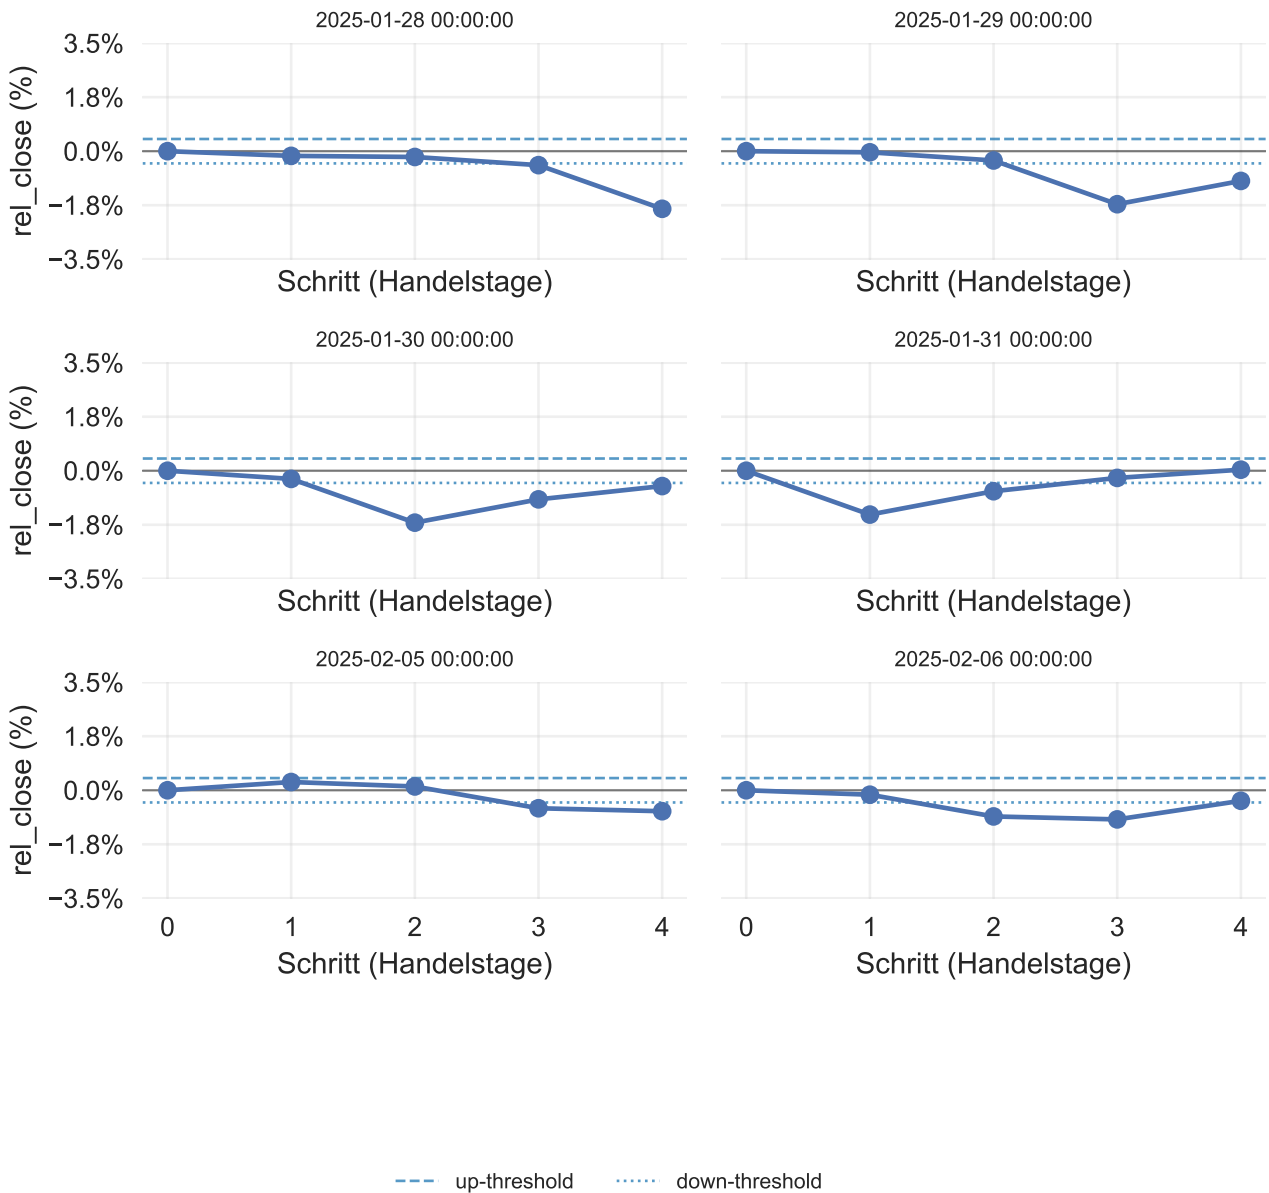 2025-01-28 00:00:00
2025-01-29 00:00:00
3.5%
1.8%
0.0%
−1.8%
−3.5%
rel_close (%)
Schritt (Handelstage)
Schritt (Handelstage)
2025-01-30 00:00:00
2025-01-31 00:00:00
3.5%
1.8%
0.0%
−1.8%
−3.5%
rel_close (%)
Schritt (Handelstage)
Schritt (Handelstage)
2025-02-05 00:00:00
2025-02-06 00:00:00
3.5%
1.8%
0.0%
−1.8%
−3.5%
rel_close (%)
0 1 2 3 4
0 1 2 3 4
Schritt (Handelstage)
Schritt (Handelstage)
up-threshold
down-threshold